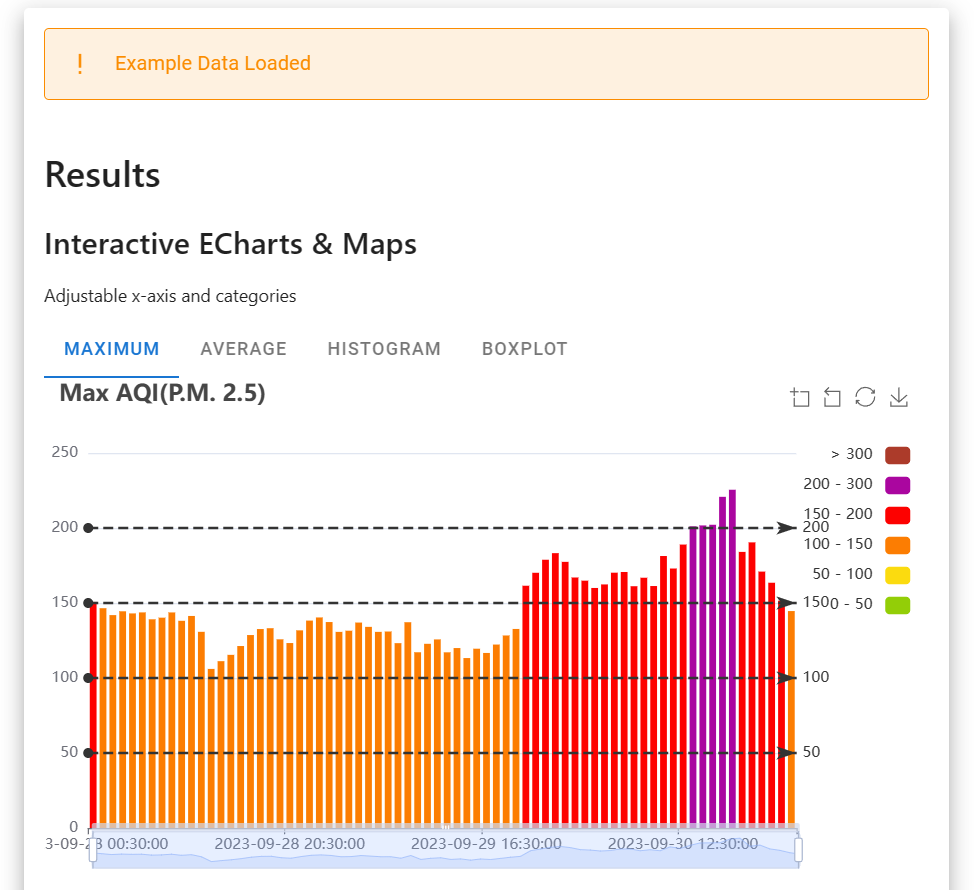 ! Example Data Loaded
Results
Interactive ECharts & Maps
Adjustable x-axis and categories
MAXIMUM AVERAGE HISTOGRAM BOXPLOT
Max AQI(P.M. 2.5)
250
> 300
200 - 300
150 - 200
200 200
100 - 150
50 - 100
150 150 0 - 50
100 100
50 50
0
3-09-28 00:30:00 2023-09-28 20:30:00 2023-09-29 16:30:00 2023-09-30 12:30:00